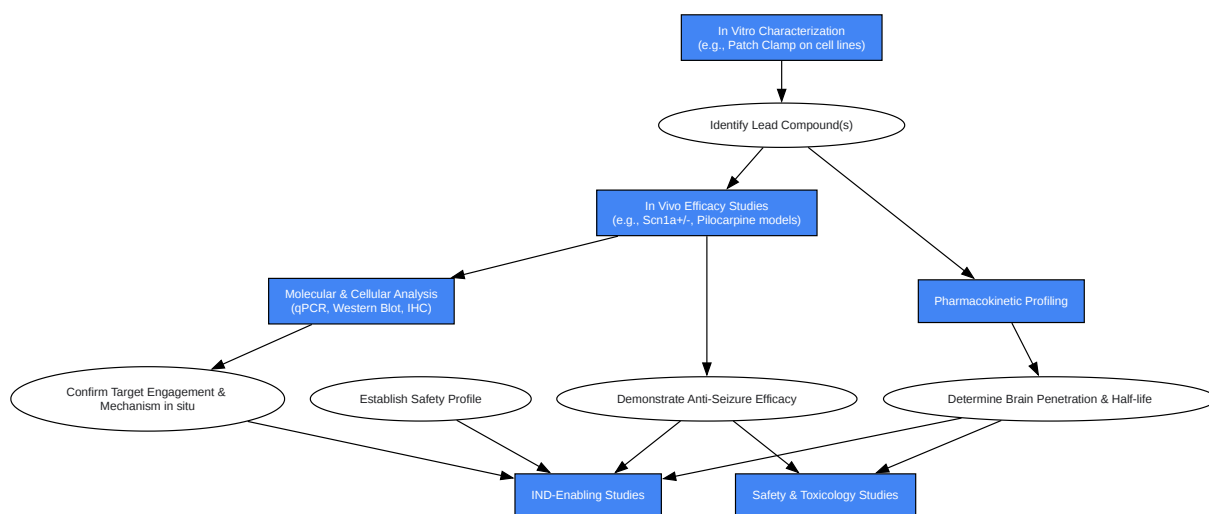 In Vitro Characterization
(e.g., Patch Clamp on cell lines)
Identify Lead Compound(s)
In Vivo Efficacy Studies
(e.g., Scn1a+/-, Pilocarpine models)
Molecular & Cellular Analysis
(qPCR, Western Blot, IHC)
Pharmacokinetic Profiling
Confirm Target Engagement &
Mechanism in situ
Establish Safety Profile
Demonstrate Anti-Seizure Efficacy
Determine Brain Penetration & Half-life
IND-Enabling Studies
Safety & Toxicology Studies